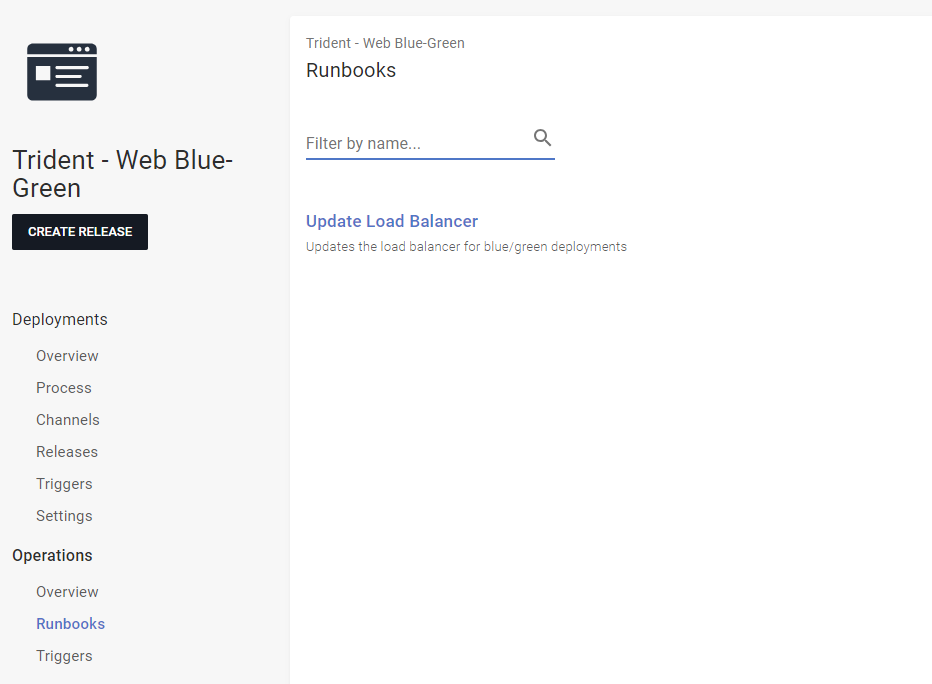 Trident - Web Blue-
Green
CREATE RELEASE
Deployments
Overview
Process
Channels
Releases
Triggers
Settings
Operations
Overview
Runbooks
Triggers
Trident - Web Blue-Green
Runbooks
Filter by name...
Update Load Balancer
Updates the load balancer for blue/green deployments